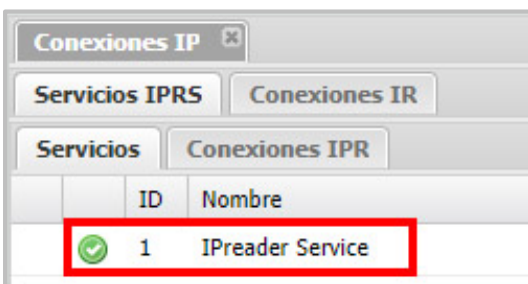 Conexiones IP
Servicios IPRS Conexiones IR
Servicios Conexiones IPR
ID Nombre
1 IPreader Service